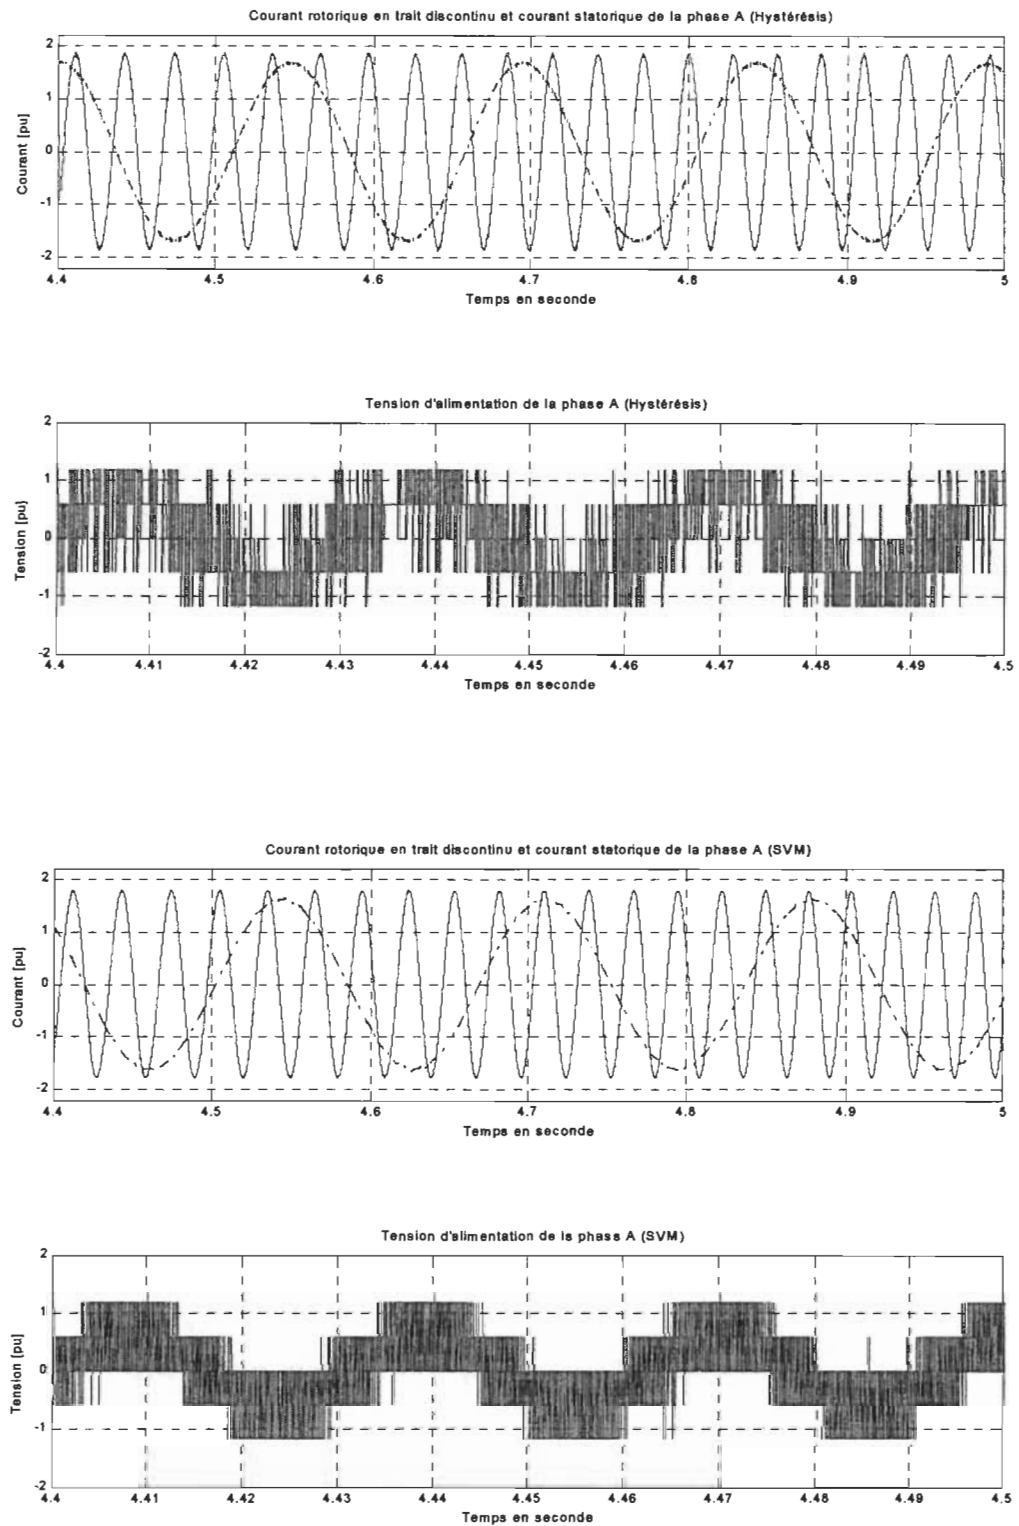 Courant rotorique en trait discontinu et courant statorique de la phase A (Hystérésis)
2
1
0
-1
-2
Courant [pu]
4.4 4.5 4.6 4.7 4.8 4.9 5
Temps en seconde
Tension d'alimentation de la phase A (Hystérésis)
2
1
0
-1
-2
Tension [pu]
4.4 4.41 4.42 4.43 4.44 4.45 4.46 4.47 4.48 4.49 4.5
Temps en seconde
Courant rotorique en trait discontinu et courant statorique de la phase A (SVM)
2
1
0
-1
-2
Courant [pu]
4.4 4.5 4.6 4.7 4.8 4.9 5
Temps en seconde
Tension d'alimentation de la phase A (SVM)
2
1
0
-1
-2
Tension [pu]
4.4 4.41 4.42 4.43 4.44 4.45 4.46 4.47 4.48 4.49 4.5
Temps en seconde